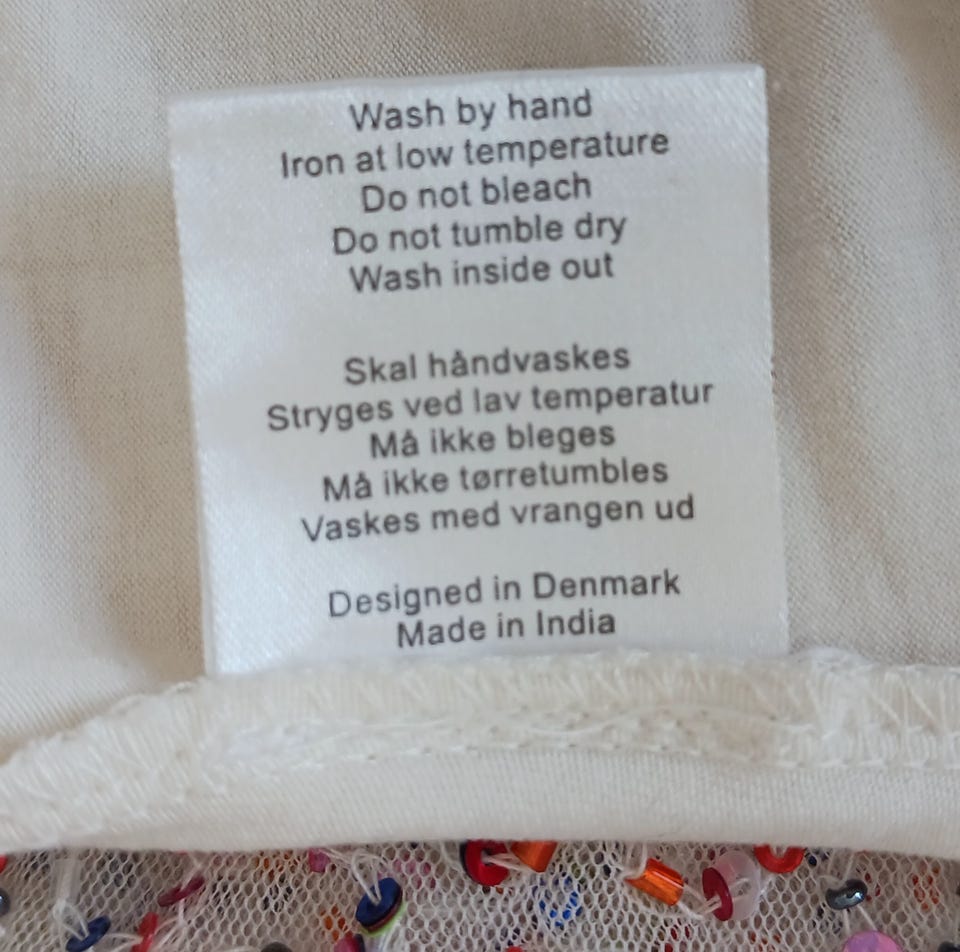 Wash by hand
Iron at low temperature
Do not bleach
Do not tumble dry
Wash inside out
Skal håndvaskes
Stryges ved lav temperatur
Må ikke bleges
Må ikke tørretumbles
Vaskes med vrangen ud
Designed in Denmark
Made in India